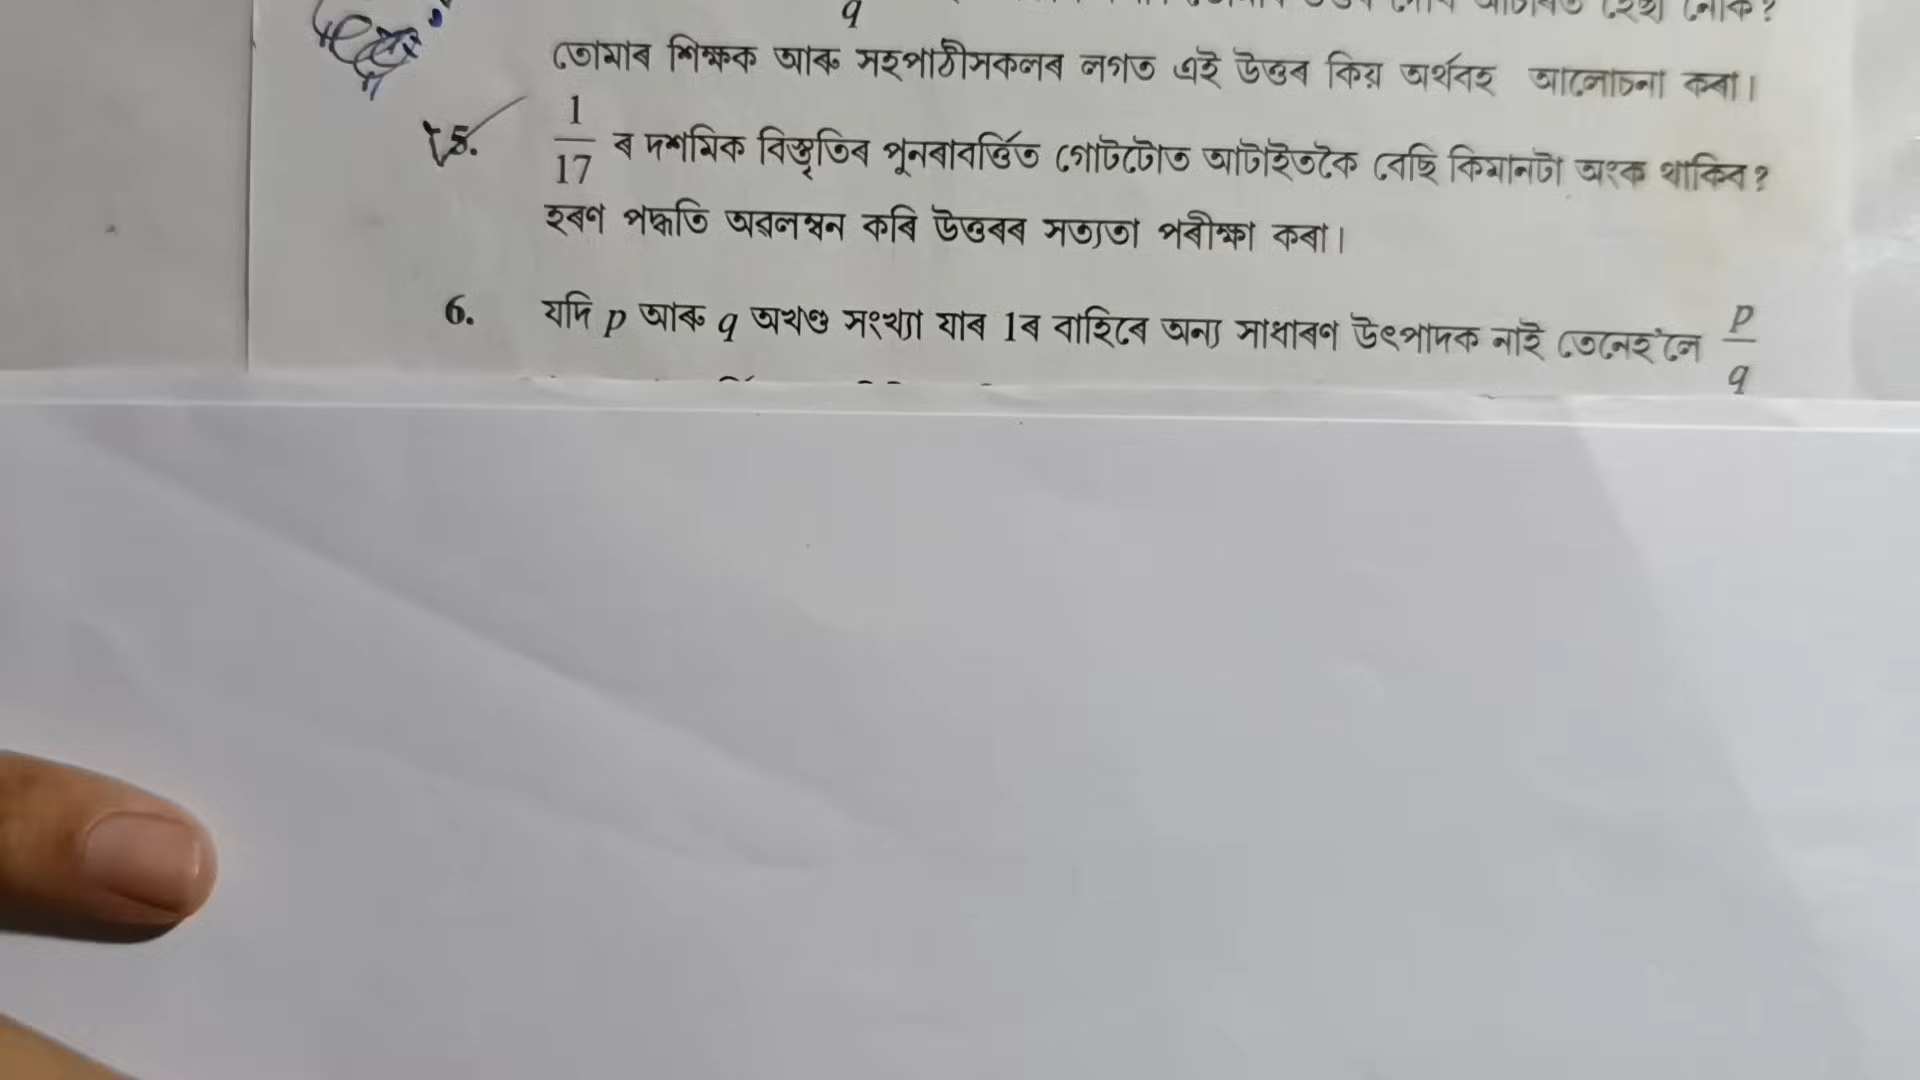 q
তোমাৰ শিক্ষক আৰু সহপাঠীসকলৰ লগত এই উত্তৰ কিয় অৰ্থবহ আলোচনা কৰা।
5. 1/17 ৰ দশমিক বিস্তৃতিৰ পুনৰাবৰ্ত্তিত গোটটোত আটাইতকৈ বেছি কিমানটা অংক থাকিব?
হৰণ পদ্ধতি অৱলম্বন কৰি উত্তৰৰ সত্যতা পৰীক্ষা কৰা।
6. যদি p আৰু q অখণ্ড সংখ্যা যাৰ 1ৰ বাহিৰে অন্য সাধাৰণ উৎপাদক নাই তেনেহ'লে p/q